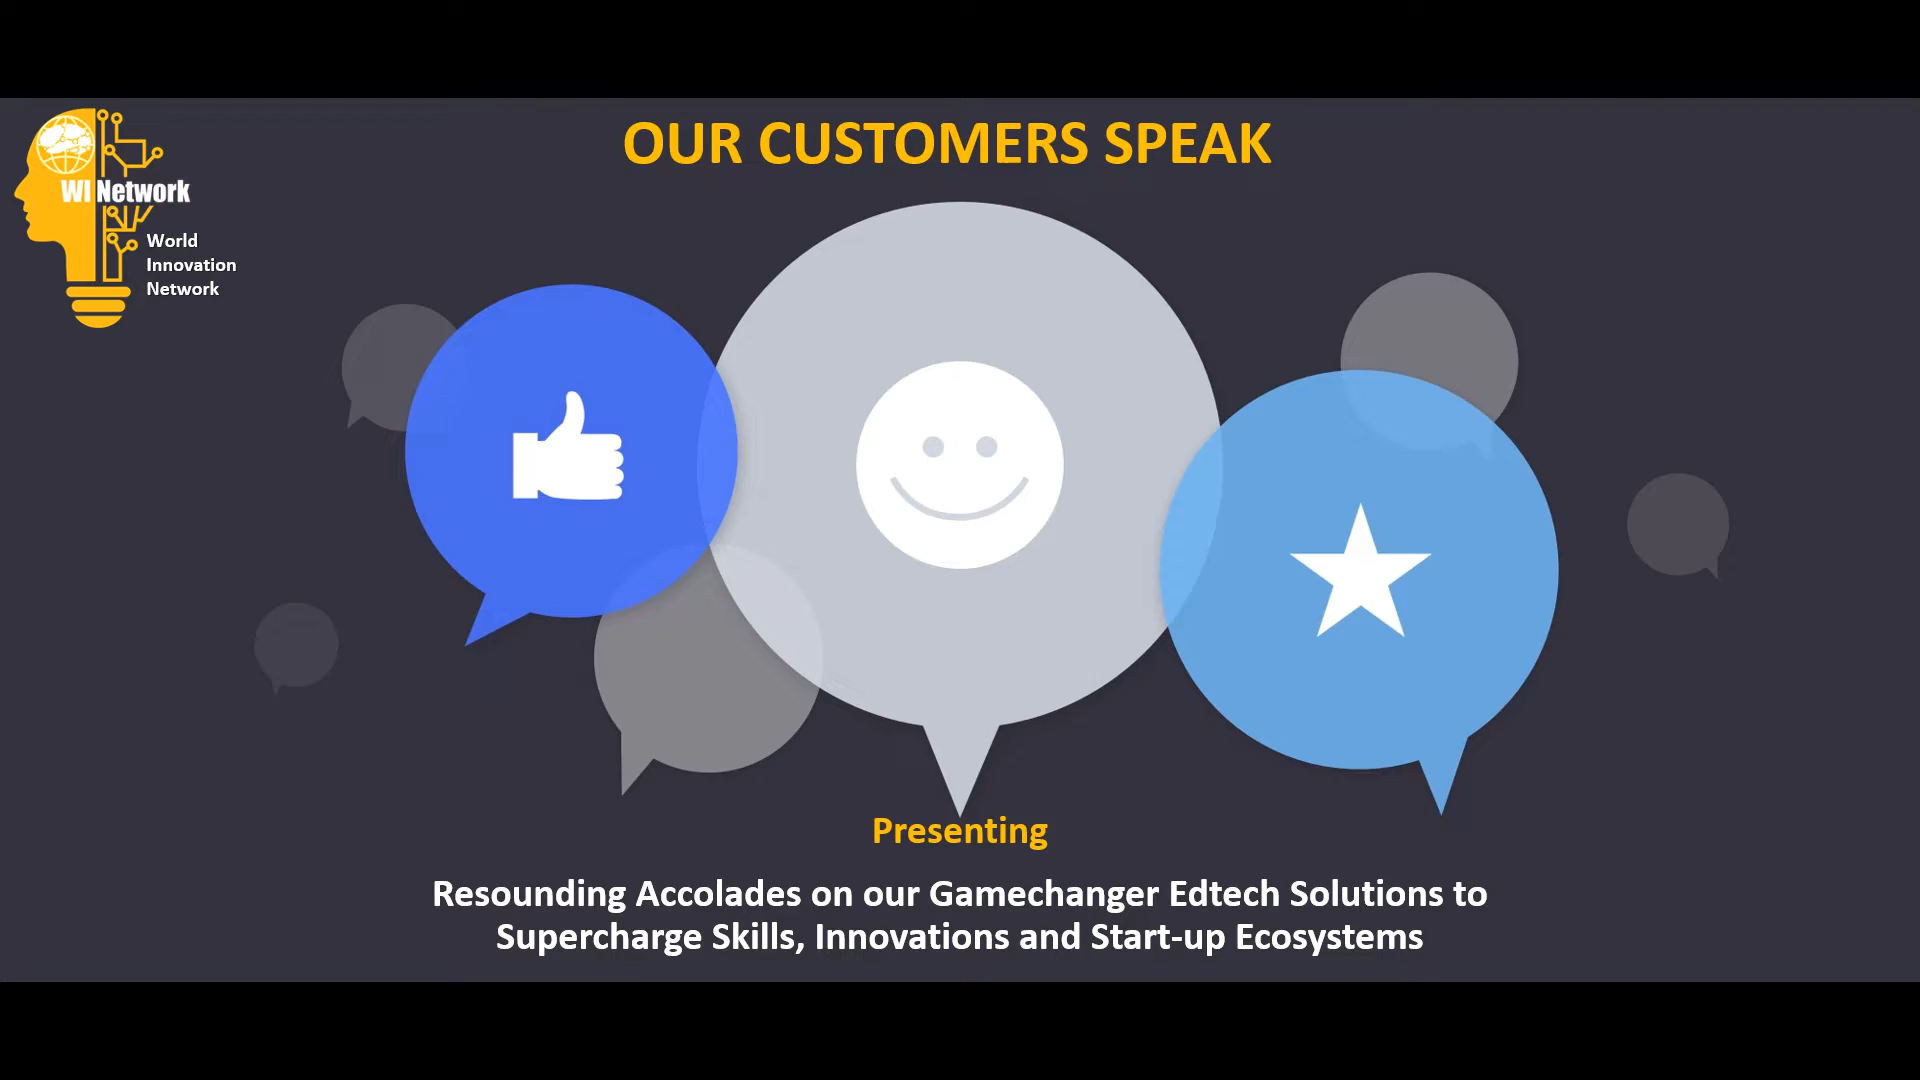 OUR CUSTOMERS SPEAK
WI Network
World
Innovation
Network
Presenting
Resounding Accolades on our Gamechanger Edtech Solutions to
Supercharge Skills, Innovations and Start-up Ecosystems